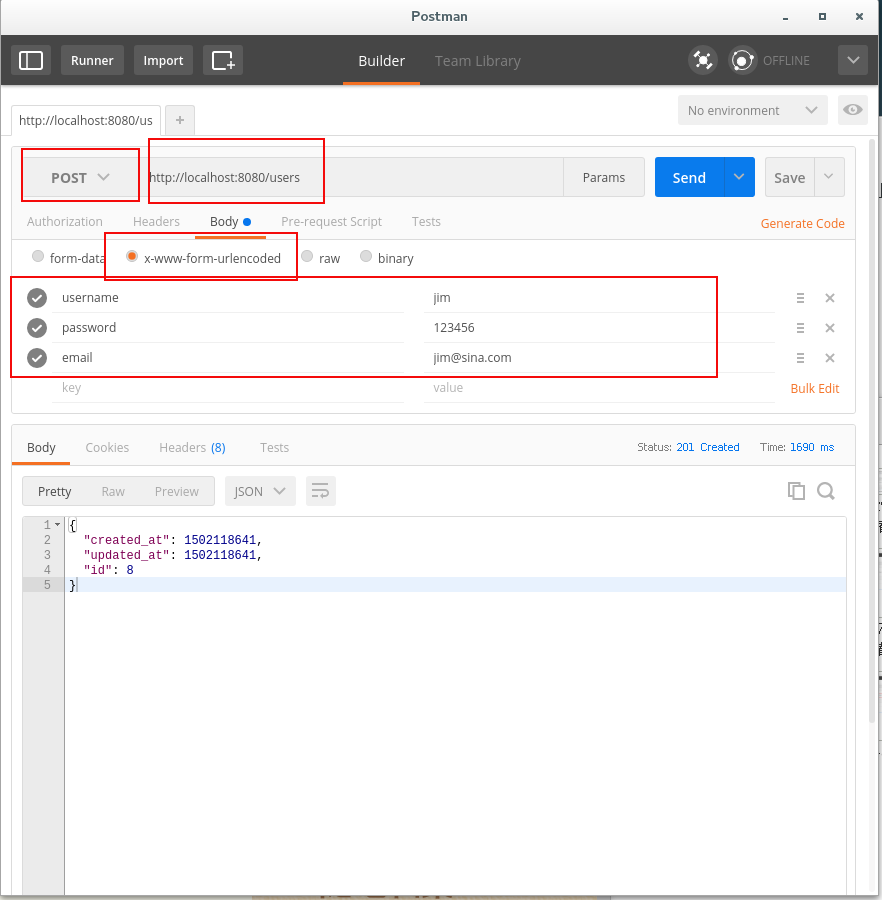 Postman
Runner Import Builder Team Library OFFLINE
http://localhost:8080/us + No environment
POST http://localhost:8080/users Params Send Save
Authorization Headers Body Pre-request Script Tests Generate Code
form-data x-www-form-urlencoded raw binary
username jim
password 123456
email jim@sina.com
key value Bulk Edit
Body Cookies Headers (8) Tests Status: 201 Created Time: 1690 ms
Pretty Raw Preview JSON
1 {
2 "created_at": 1502118641,
3 "updated_at": 1502118641,
4 "id": 8
5 }